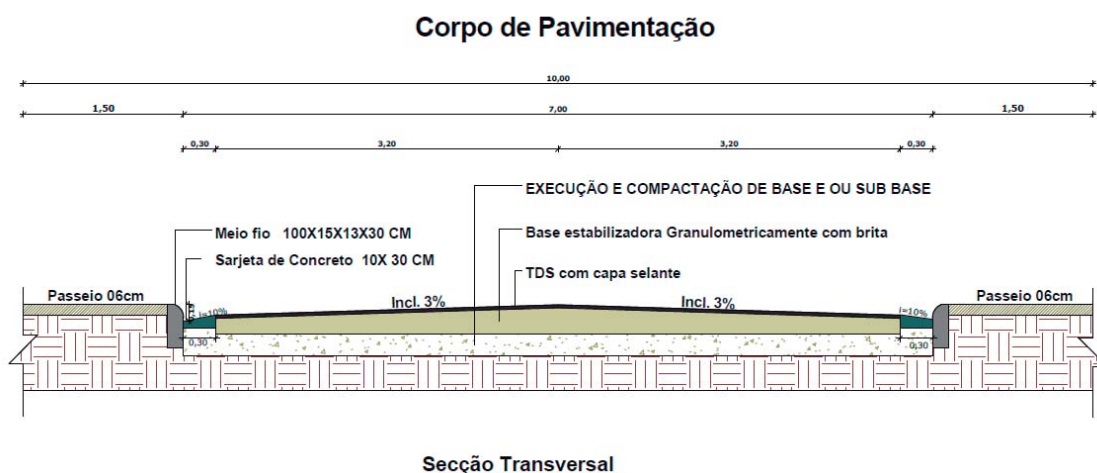 Corpo de Pavimentação
10,00
1,50
7,00
1,50
0,30
3,20
3,20
0,30
EXECUÇÃO E COMPACTAÇÃO DE BASE E OU SUB BASE
Meio fio 100X15X13X30 CM
Base estabilizadora Granulometricamente com brita
Sarjeta de Concreto 10X 30 CM
TDS com capa selante
Passeio 06cm
0,15
i=10%
Incl. 3%
Incl. 3%
i=10%
Passeio 06cm
0,30
0,30
Secção Transversal